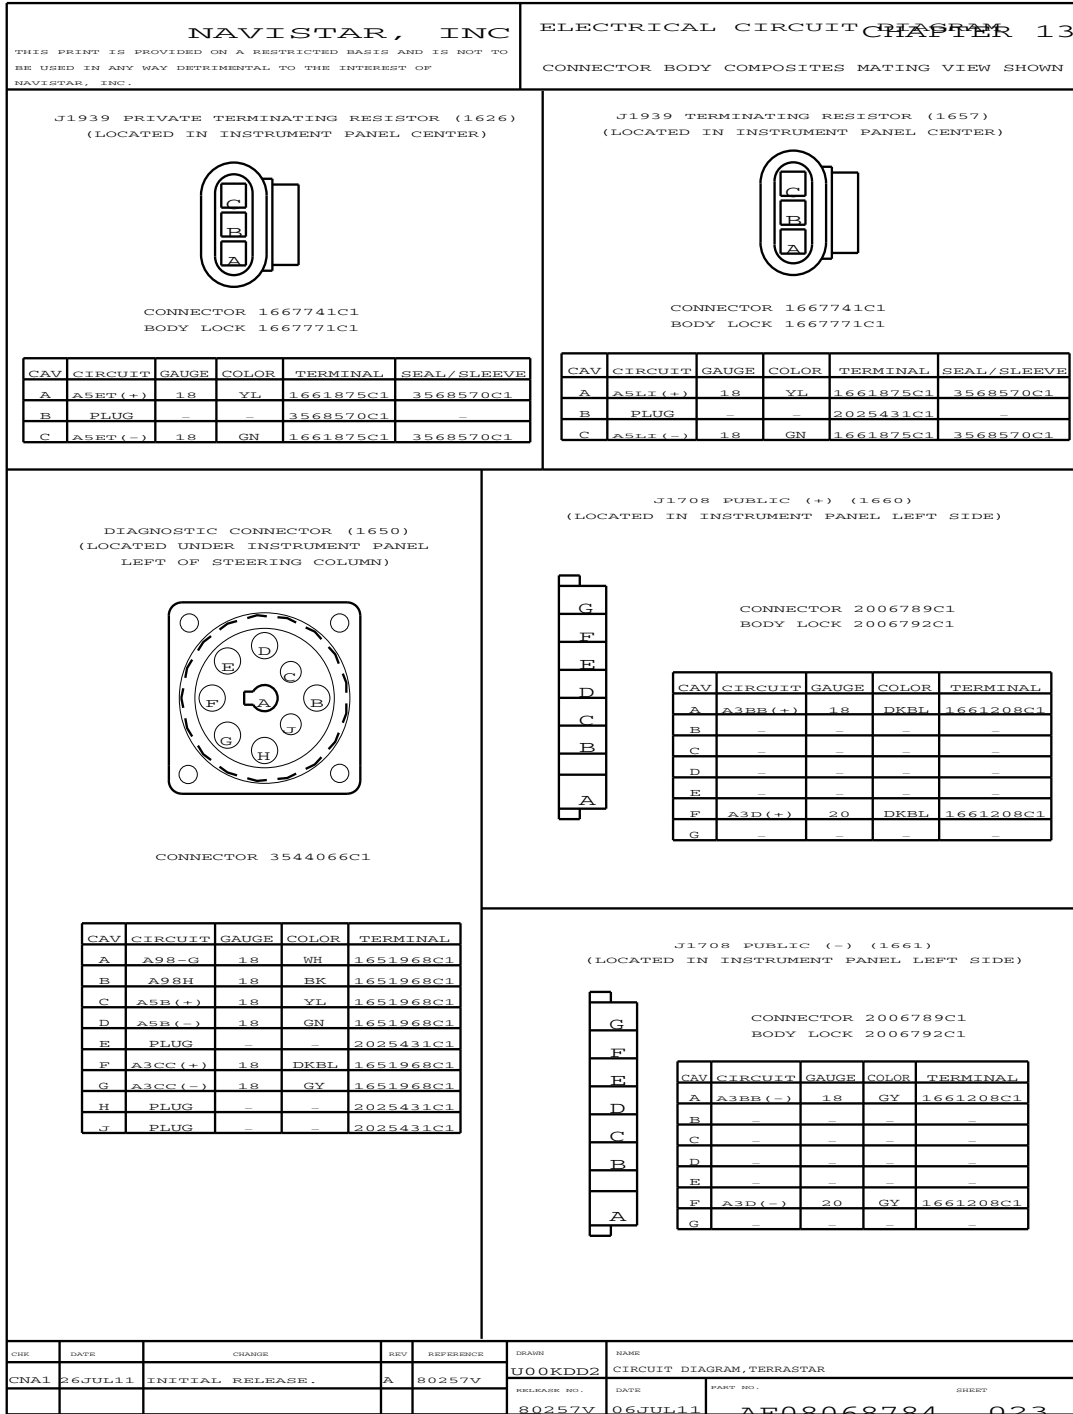 NAVISTAR, INC
THIS PRINT IS PROVIDED ON A RESTRICTED BASIS AND IS NOT TO
BE USED IN ANY WAY DETRIMENTAL TO THE INTEREST OF
NAVISTAR, INC.
ELECTRICAL CIRCUIT DIAGRAM
CHAPTER 13
CONNECTOR BODY COMPOSITES MATING VIEW SHOWN
J1939 PRIVATE TERMINATING RESISTOR (1626)
(LOCATED IN INSTRUMENT PANEL CENTER)
C
B
A
CONNECTOR 1667741C1
BODY LOCK 1667771C1
CAV CIRCUIT GAUGE COLOR TERMINAL SEAL/SLEEVE
A A5ET(+) 18 YL 1661875C1 3568570C1
B PLUG – – 3568570C1 –
C A5ET(–) 18 GN 1661875C1 3568570C1
J1939 TERMINATING RESISTOR (1657)
(LOCATED IN INSTRUMENT PANEL CENTER)
C
B
A
CONNECTOR 1667741C1
BODY LOCK 1667771C1
CAV CIRCUIT GAUGE COLOR TERMINAL SEAL/SLEEVE
A A5LI(+) 18 YL 1661875C1 3568570C1
B PLUG – – 2025431C1 –
C A5LI(–) 18 GN 1661875C1 3568570C1
DIAGNOSTIC CONNECTOR (1650)
(LOCATED UNDER INSTRUMENT PANEL
LEFT OF STEERING COLUMN)
D
E
C
F
A
B
G
J
H
CONNECTOR 3544066C1
CAV CIRCUIT GAUGE COLOR TERMINAL
A A98–G 18 WH 1651968C1
B A98H 18 BK 1651968C1
C A5B(+) 18 YL 1651968C1
D A5B(–) 18 GN 1651968C1
E PLUG – – 2025431C1
F A3CC(+) 18 DKBL 1651968C1
G A3CC(–) 18 GY 1651968C1
H PLUG – – 2025431C1
J PLUG – – 2025431C1
J1708 PUBLIC (+) (1660)
(LOCATED IN INSTRUMENT PANEL LEFT SIDE)
G
F
E
D
C
B
A
CONNECTOR 2006789C1
BODY LOCK 2006792C1
CAV CIRCUIT GAUGE COLOR TERMINAL
A A3BB(+) 18 DKBL 1661208C1
B – – – –
C – – – –
D – – – –
E – – – –
F A3D(+) 20 DKBL 1661208C1
G – – – –
J1708 PUBLIC (–) (1661)
(LOCATED IN INSTRUMENT PANEL LEFT SIDE)
G
F
E
D
C
B
A
CONNECTOR 2006789C1
BODY LOCK 2006792C1
CAV CIRCUIT GAUGE COLOR TERMINAL
A A3BB(–) 18 GY 1661208C1
B – – – –
C – – – –
D – – – –
E – – – –
F A3D(–) 20 GY 1661208C1
G – – – –
CHK DATE CHANGE REV REFERENCE
CNA1 26JUL11 INITIAL RELEASE. A 80257V
DRAWN
U00KDD2
NAME
CIRCUIT DIAGRAM,TERRASTAR
RELEASE NO.
80257V
DATE
06JUL11
PART NO.
AF08068784
SHEET
023